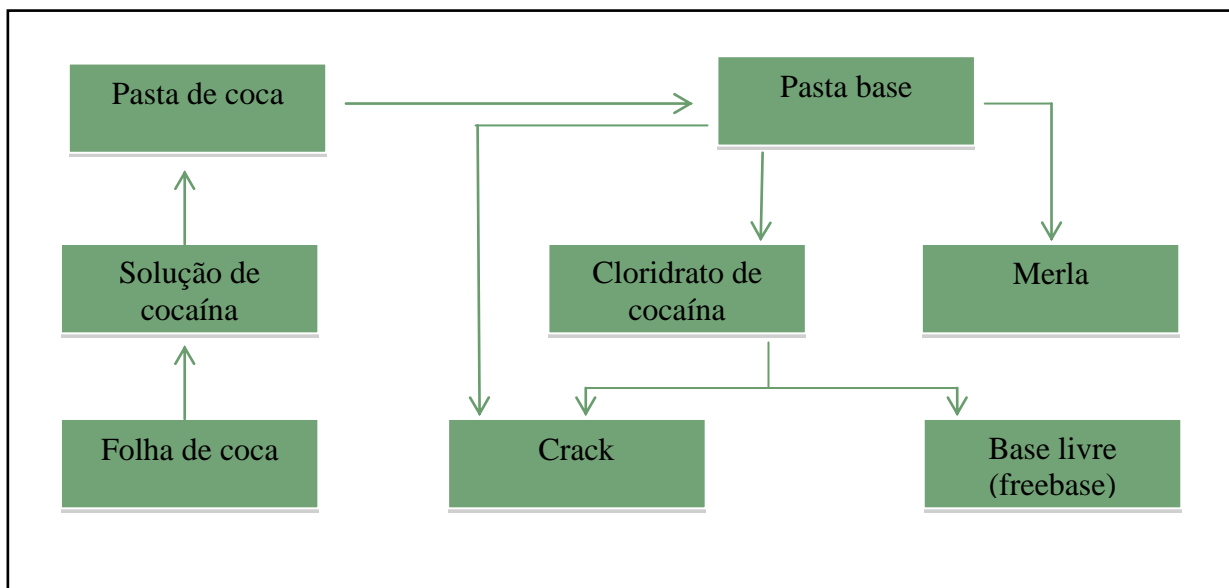 Pasta de coca
Pasta base
Solução de
cocaína
Cloridrato de
cocaína
Merla
Folha de coca
Crack
Base livre
(freebase)